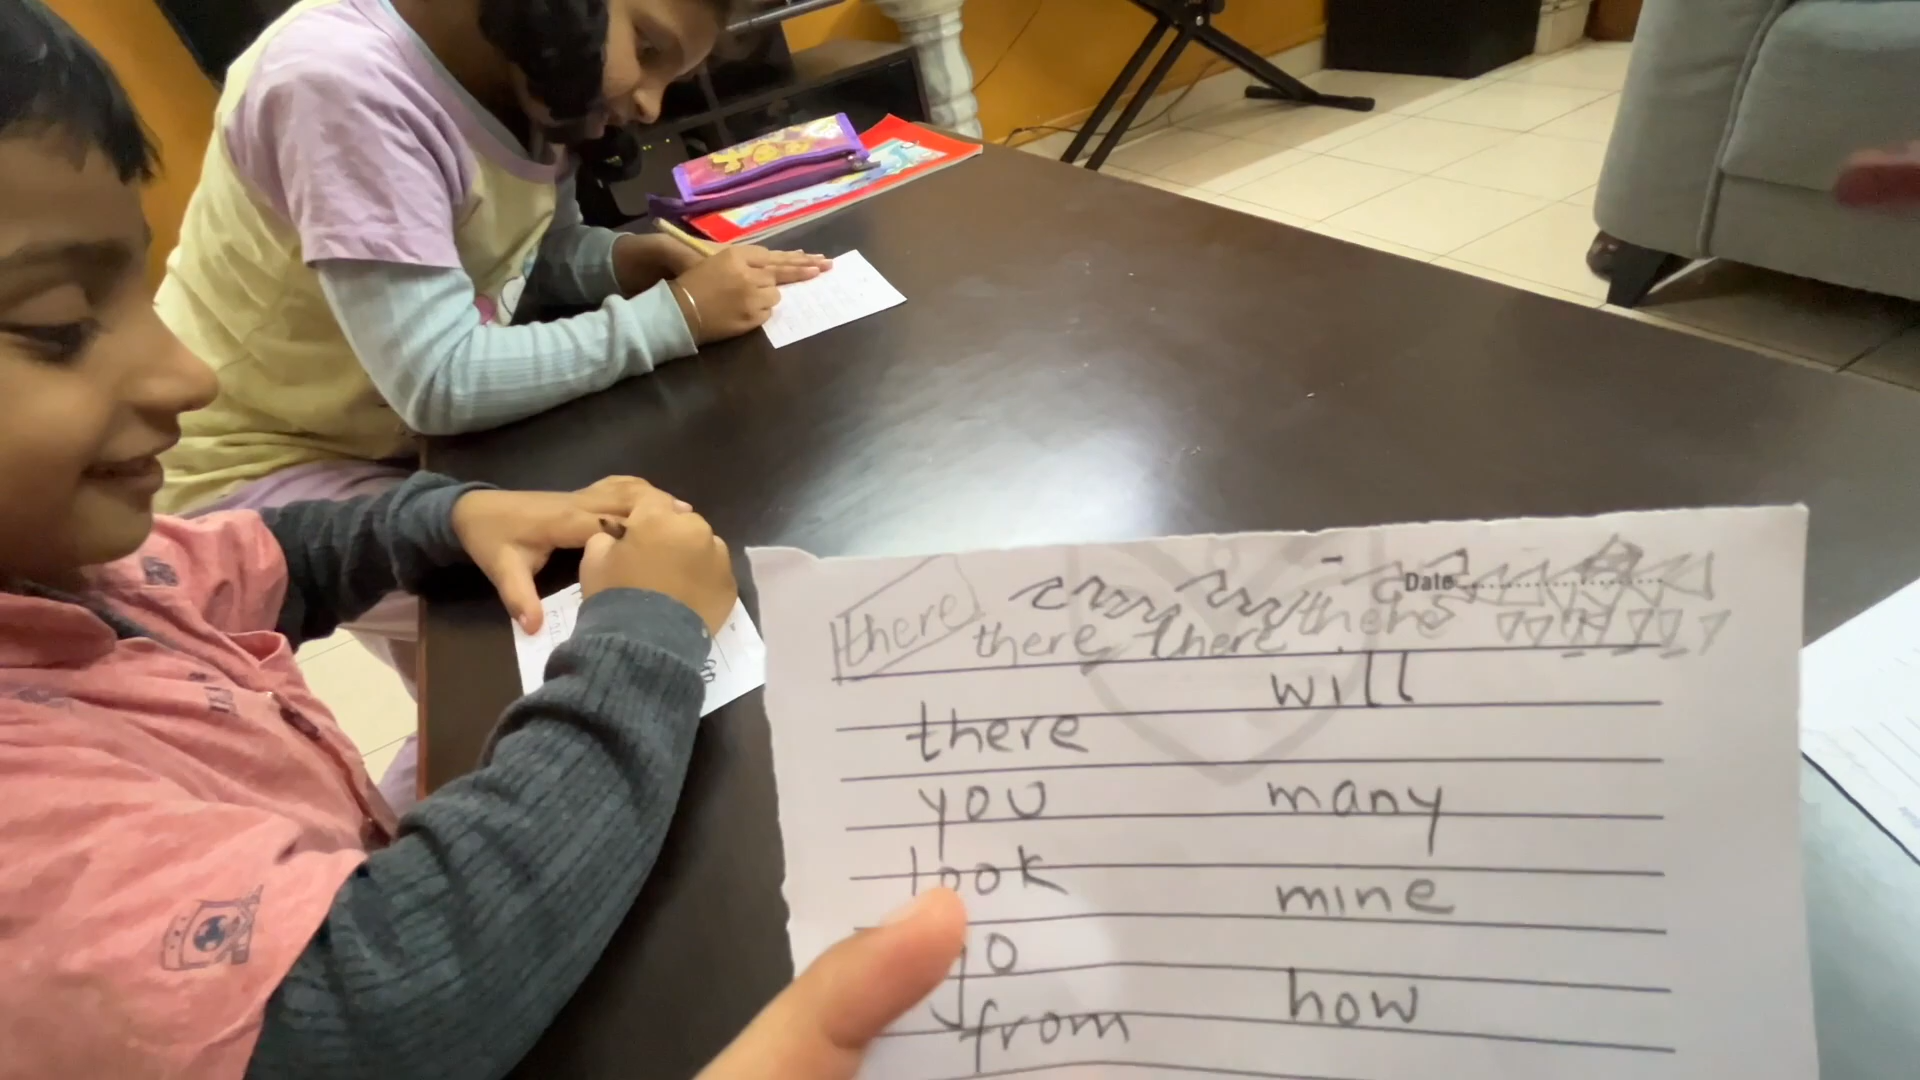 Date
there there there there
there will
you many
look mine
go
from how